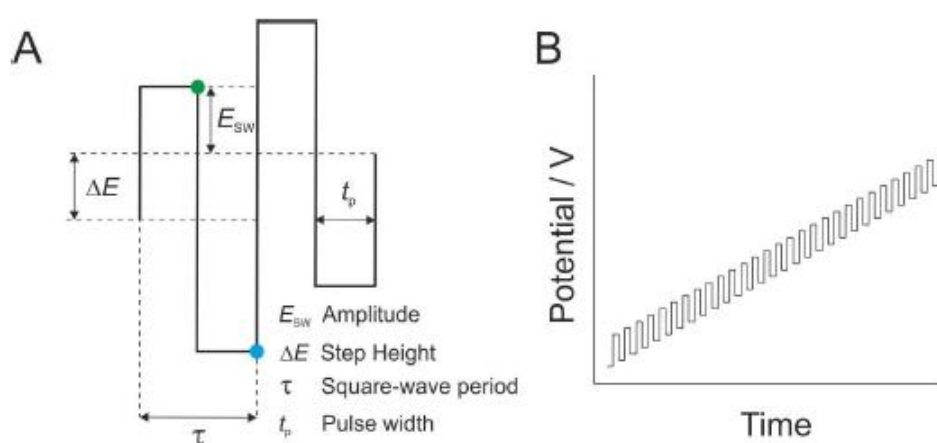 A
E_SW
ΔE
t_p
E_SW Amplitude
ΔE Step Height
τ Square-wave period
t_p Pulse width
τ
B
Potential / V
Time